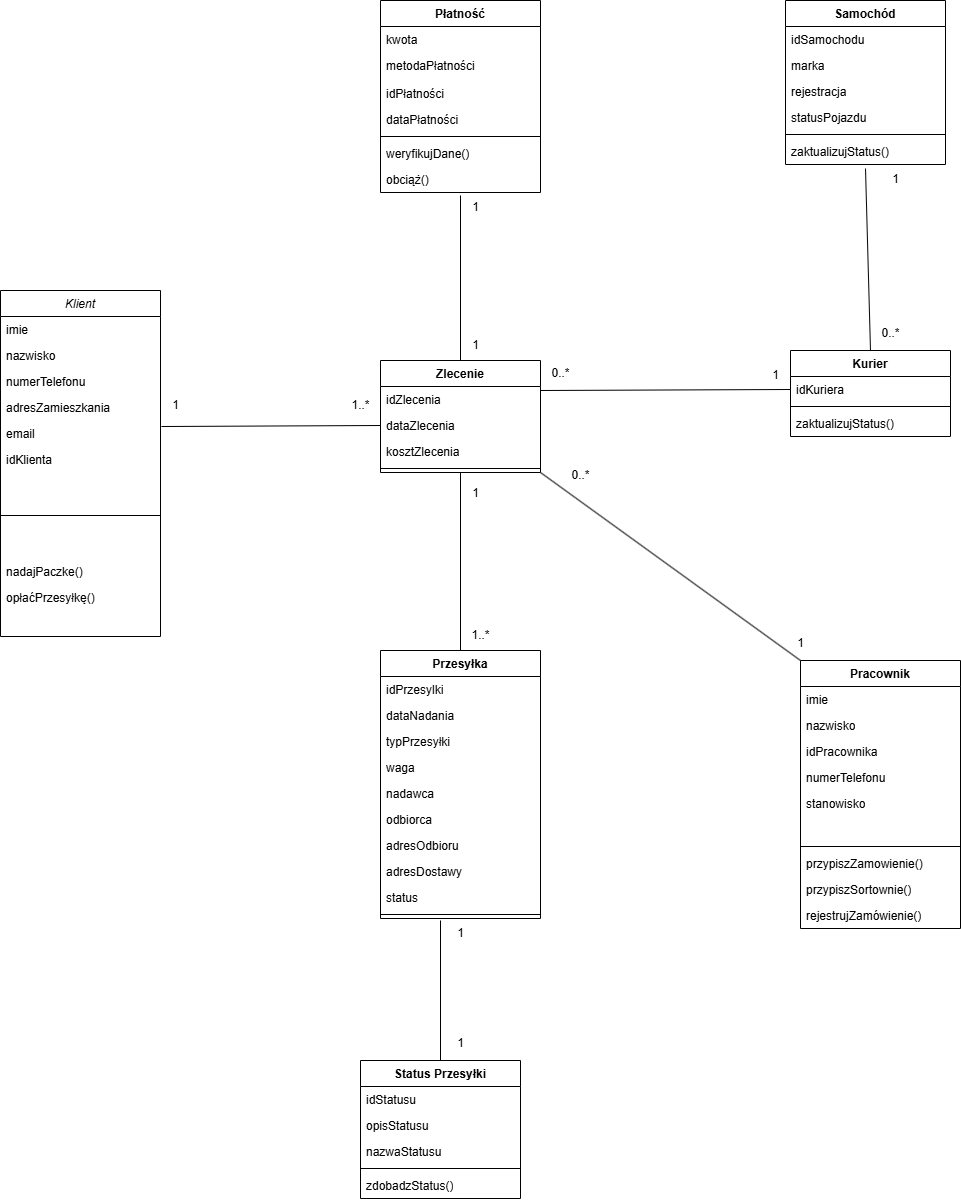 Płatność
kwota
metodaPłatności
idPłatności
dataPłatności
weryfikujDane()
obciąż()
1
1
Samochód
idSamochodu
marka
rejestracja
statusPojazdu
zaktualizujStatus()
1
0..*
Klient
imie
nazwisko
numerTelefonu
adresZamieszkania
email
idKlienta
nadajPaczke()
opłaćPrzesyłkę()
1
1..*
Zlecenie
idZlecenia
dataZlecenia
kosztZlecenia
0..*
1
Kurier
idKuriera
zaktualizujStatus()
0..*
1
1
1..*
Przesyłka
idPrzesylki
dataNadania
typPrzesyłki
waga
nadawca
odbiorca
adresOdbioru
adresDostawy
status
Pracownik
imie
nazwisko
idPracownika
numerTelefonu
stanowisko
przypiszZamowienie()
przypiszSortownie()
rejestrujZamówienie()
1
1
Status Przesyłki
idStatusu
opisStatusu
nazwaStatusu
zdobadzStatus()